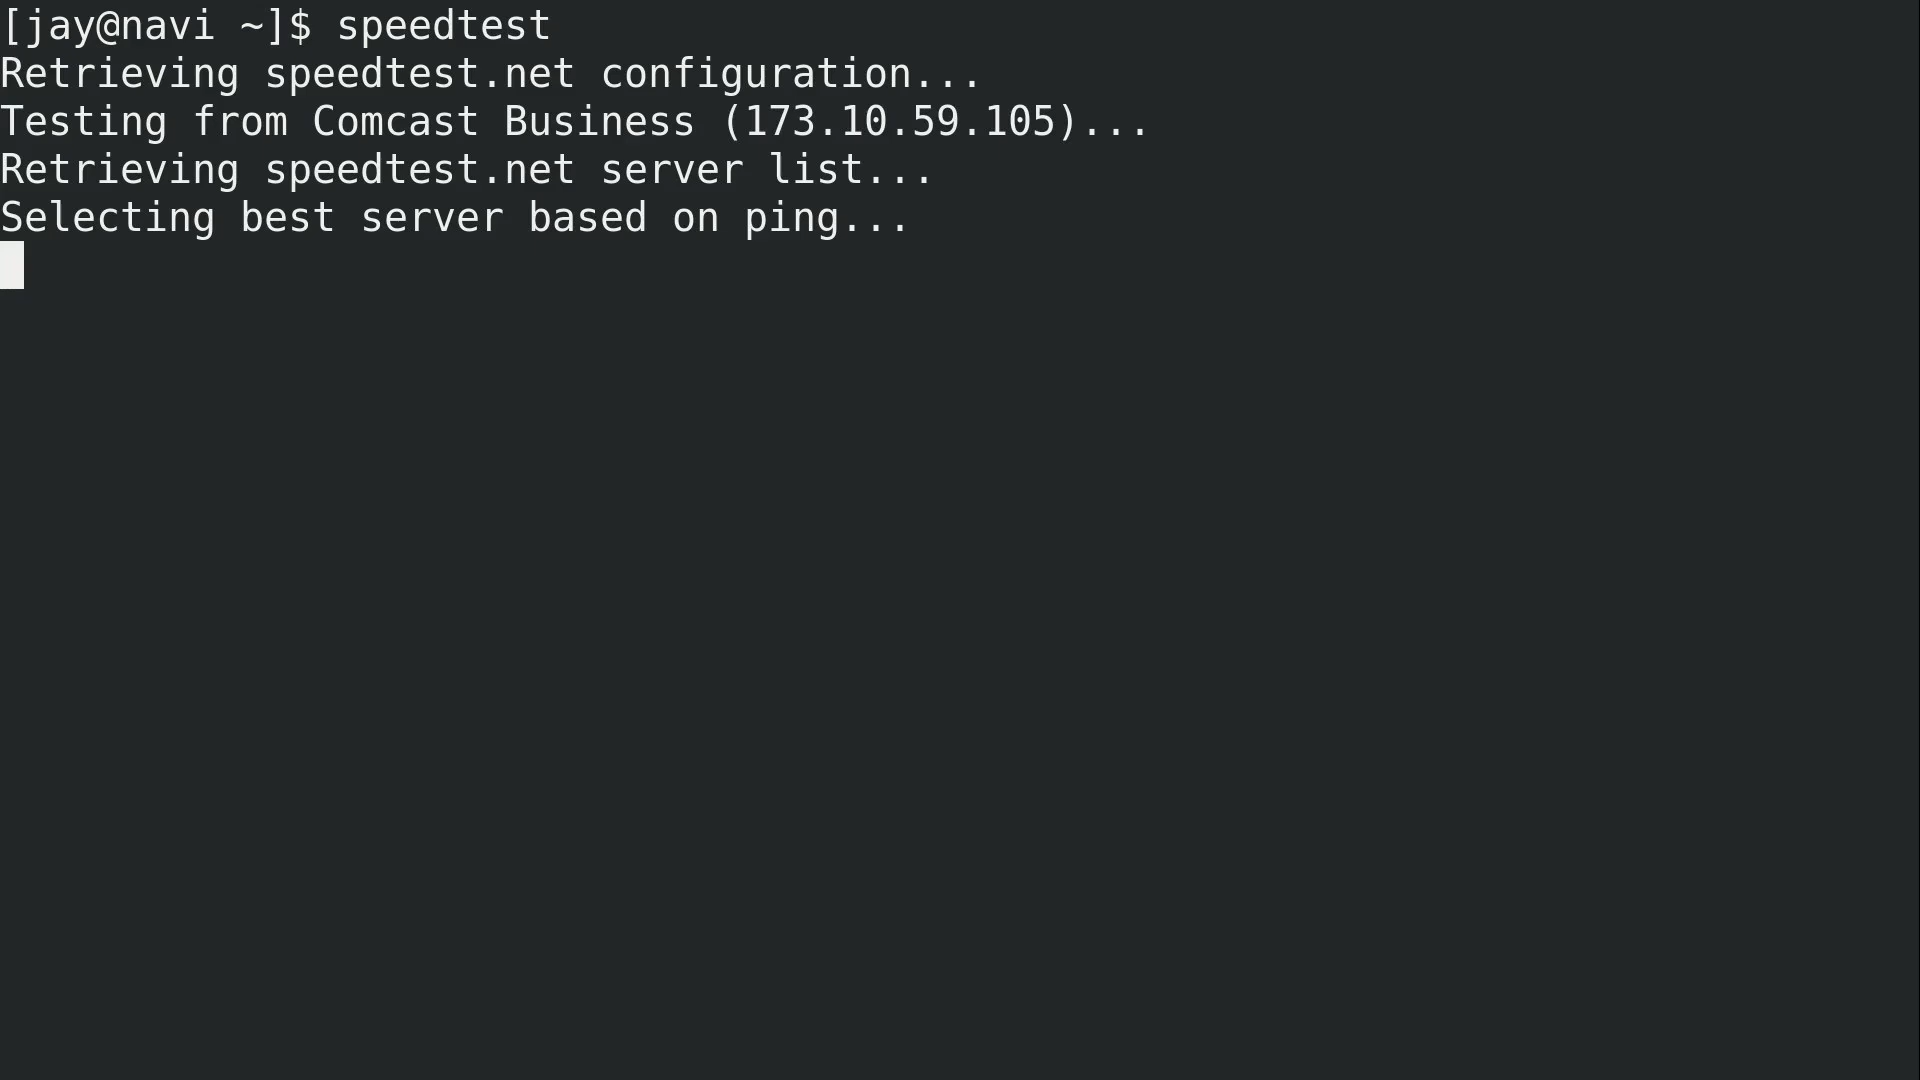 [jay@navi ~]$ speedtest
Retrieving speedtest.net configuration...
Testing from Comcast Business (173.10.59.105)...
Retrieving speedtest.net server list...
Selecting best server based on ping...